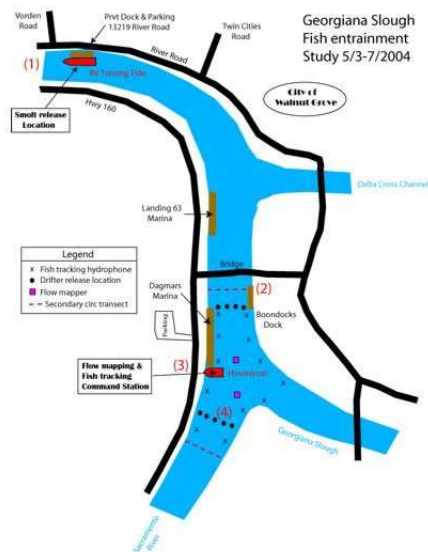 Georgiana Slough
Fish entrainment
Study 5/3-7/2004
Vorden
Road
Prvt Dock & Parking
13219 River Road
Twin Cities
Road
River Road
(1)
RV Turning Tide
Smolt release
Location
Hwy 160
City of
Walnut Grove
Delta Cross Channel
Landing 63
Marina
Bridge
Legend
x Fish tracking hydrophone
● Drifter release location
Flow mapper
--- Secondary circ transect
Dagmars
Marina
(2)
Boondocks
Dock
Parking
Flow mapping &
Fish tracking
Command Station
(3)
Houseboat
(4)
Georgiana Slough
Sacramento
River